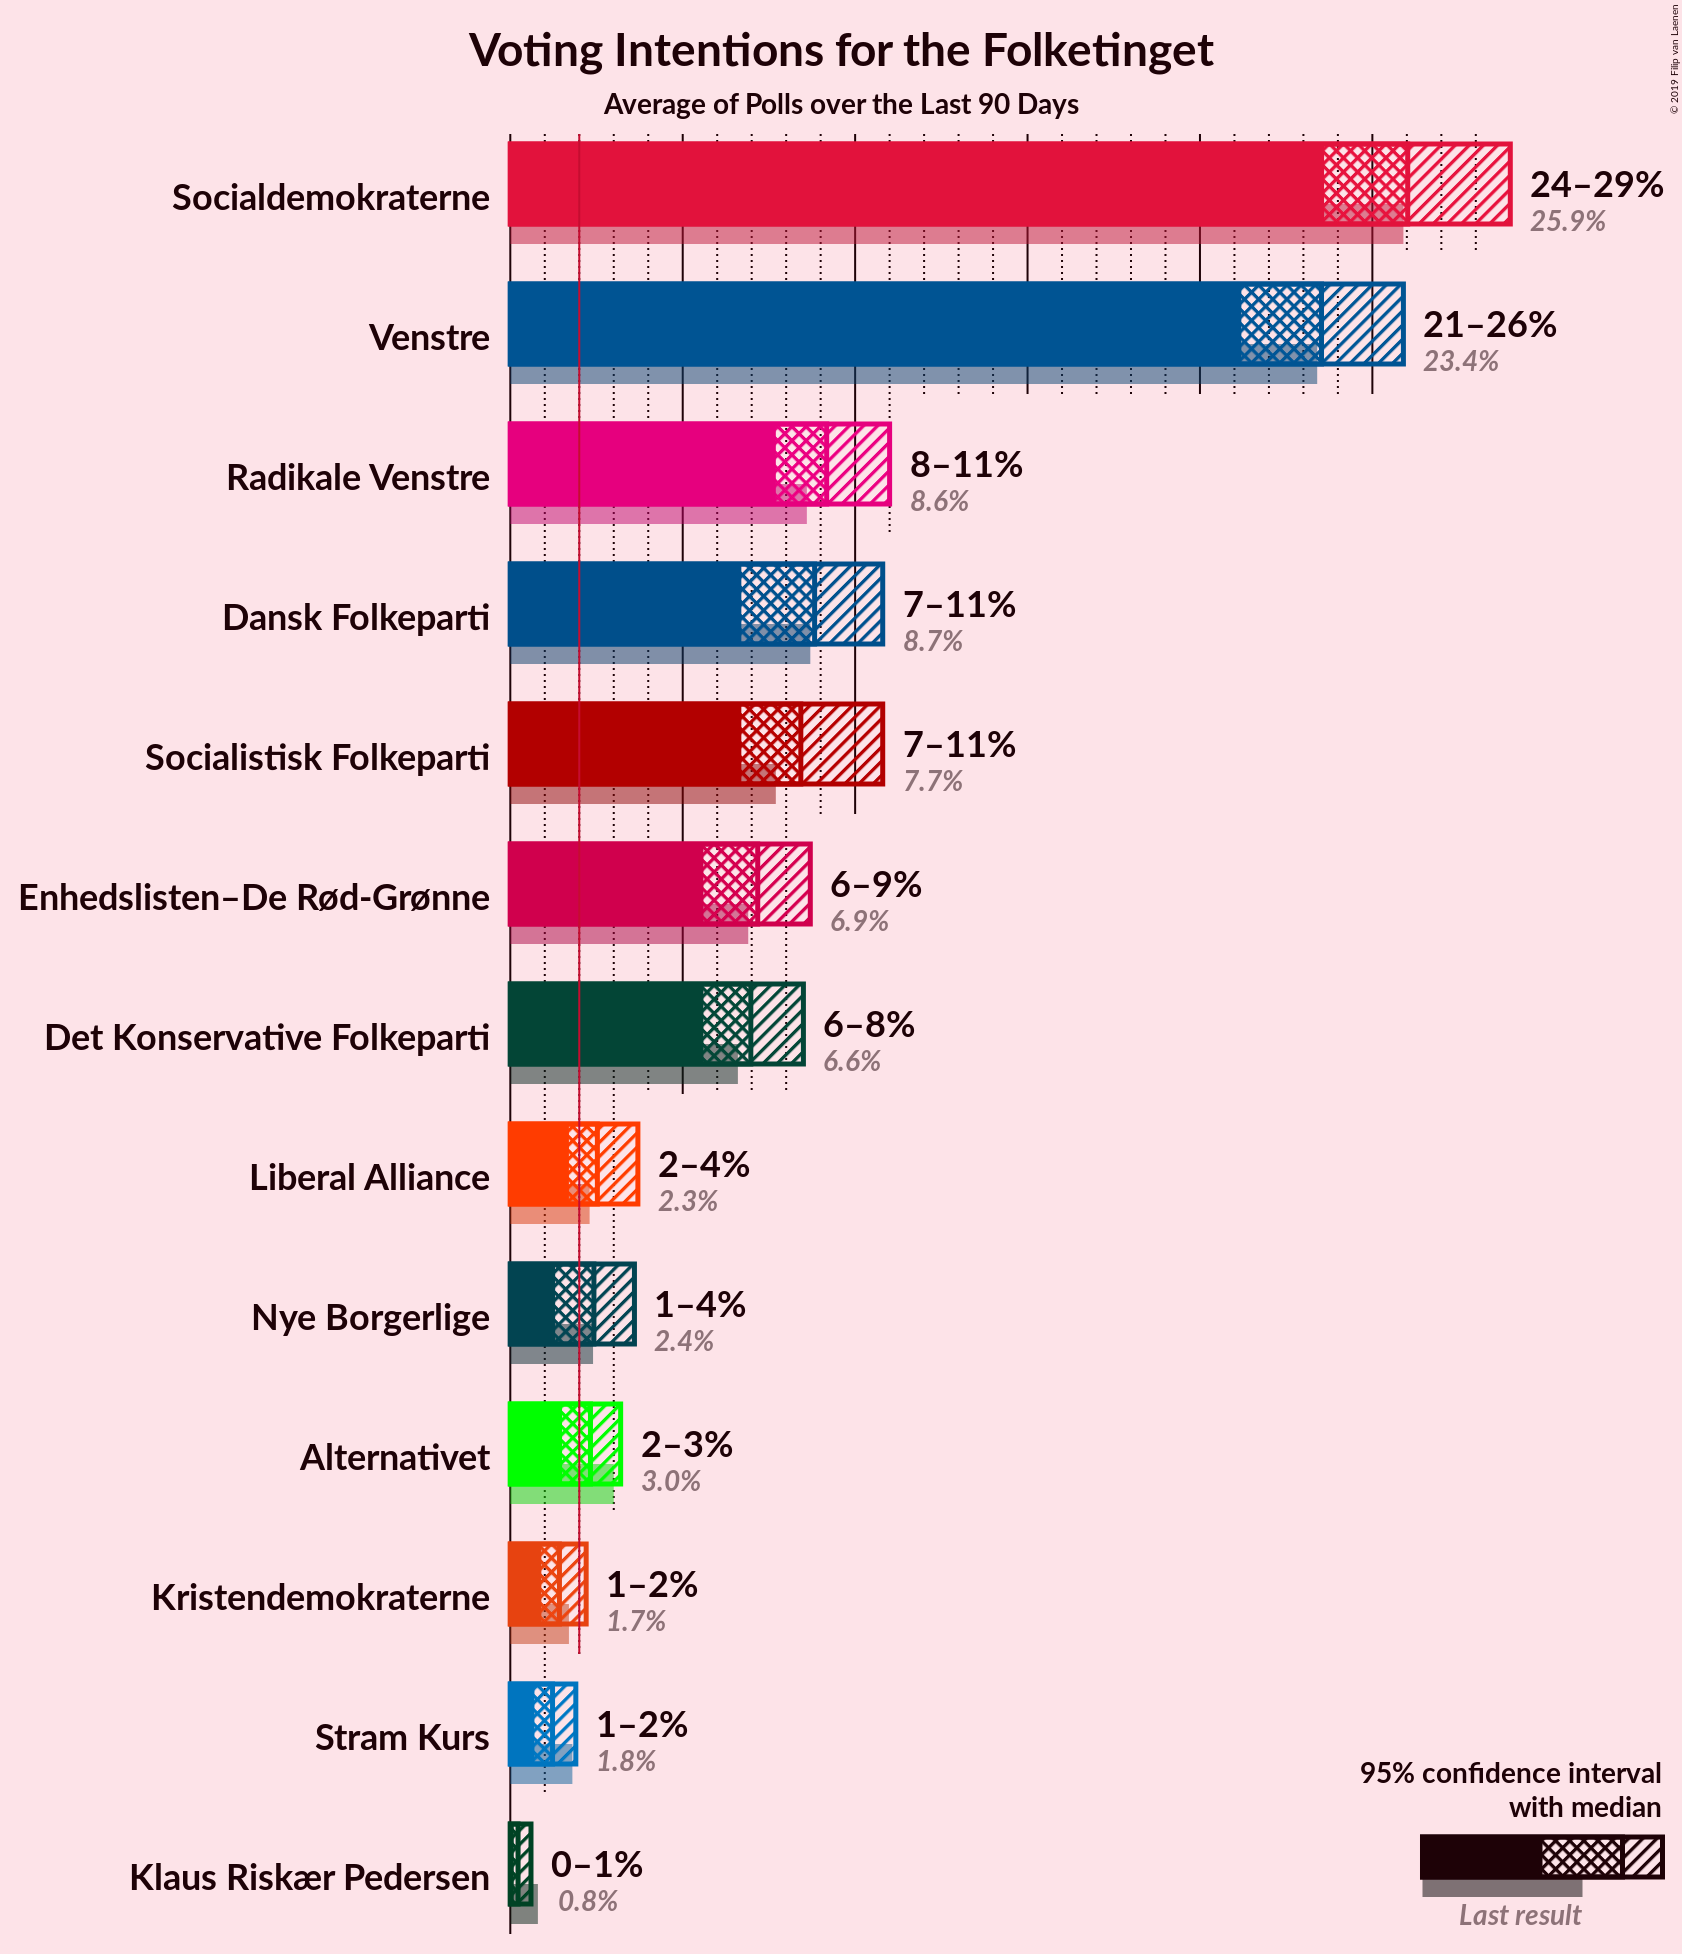 Voting Intentions for the Folketinget
Average of Polls over the Last 90 Days
© 2019 Filip van Laenen
Socialdemokraterne
24–29%
25.9%
Venstre
21–26%
23.4%
Radikale Venstre
8–11%
8.6%
Dansk Folkeparti
7–11%
8.7%
Socialistisk Folkeparti
7–11%
7.7%
Enhedslisten–De Rød-Grønne
6–9%
6.9%
Det Konservative Folkeparti
6–8%
6.6%
Liberal Alliance
2–4%
2.3%
Nye Borgerlige
1–4%
2.4%
Alternativet
2–3%
3.0%
Kristendemokraterne
1–2%
1.7%
Stram Kurs
1–2%
1.8%
Klaus Riskær Pedersen
0–1%
0.8%
95% confidence interval
with median
Last result